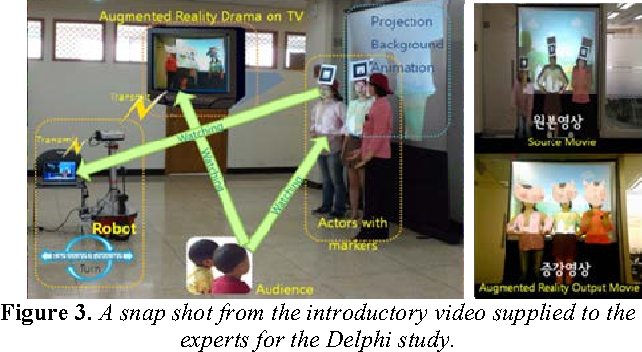 Augmented Reality Drama on TV
Projection
Background
Animation
Transmit
Transmit
Watching
Watching
Watching
Robot
Turn
Actors with
markers
Audience
원본영상
Source Movie
증강영상
Augmented Reality Output Movie
Figure 3. A snap shot from the introductory video supplied to the
experts for the Delphi study.